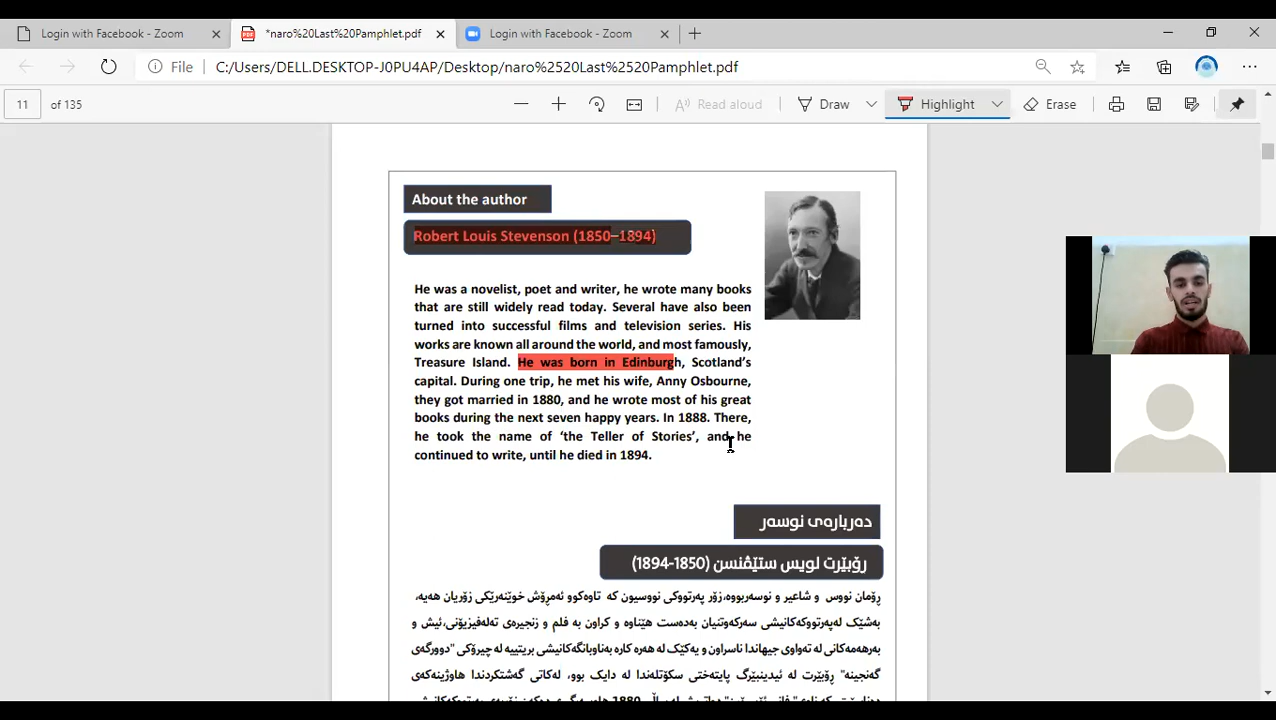 Login with Facebook - Zoom
*naro%20Last%20Pamphlet.pdf
Login with Facebook - Zoom
File
C:/Users/DELL.DESKTOP-J0PU4AP/Desktop/naro%2520Last%2520Pamphlet.pdf
11
of 135
Read aloud
Draw
Highlight
Erase
About the author
Robert Louis Stevenson (1850–1894)
He was a novelist, poet and writer, he wrote many books
that are still widely read today. Several have also been
turned into successful films and television series. His
works are known all around the world, and most famously,
Treasure Island. He was born in Edinburgh, Scotland's
capital. During one trip, he met his wife, Anny Osbourne,
they got married in 1880, and he wrote most of his great
books during the next seven happy years. In 1888. There,
he took the name of ‘the Teller of Stories’, and he
continued to write, until he died in 1894.
دەربارەی نوسەر
رۆبێرت لویس ستێڤنسن (1850-1894)
ڕۆمان نووس و شاعیر و نوسەربووە،زۆر پەرتووکی نووسیون کە تاوەکوو ئەمڕۆش خوێنەرێکی زۆریان هەیە،
بەشێک لەپەرتووکەکانیشی سەرکەوتنیان بەدەست هێناوە و کراون بە فلم و زنجیرەی تەلەفیزیۆنی،ئیش و
بەرهەمەکانی لە تەواوی جیهاندا ناسراون و یەکێک لە هەرە کارە بەناوبانگەکانیشی بریتییە لە چیرۆکی "دوورگەی
گەنجینە" ڕۆبێرت لە ئیدینبێرگ پایتەختی سکۆتلەندا لە دایک بوو، لەکاتی گەشتکردندا هاوژینەکەی